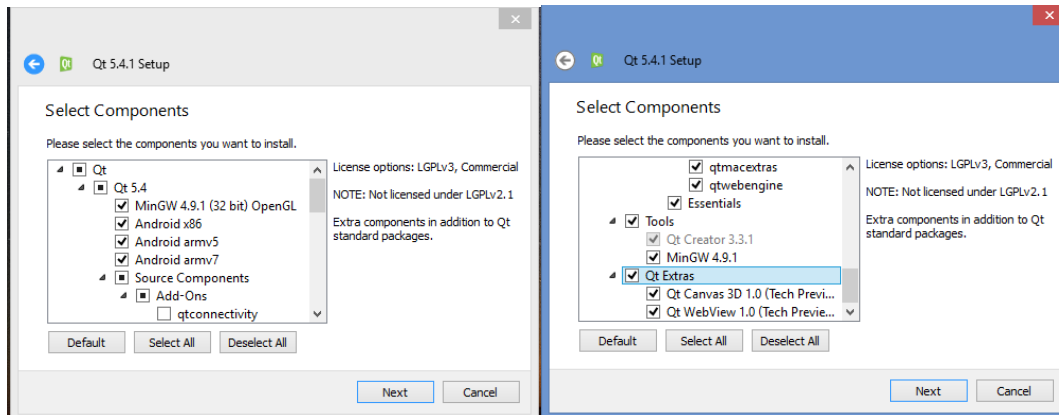 Qt 5.4.1 Setup
Select Components
Please select the components you want to install.
Qt
Qt 5.4
MinGW 4.9.1 (32 bit) OpenGL
Android x86
Android armv5
Android armv7
Source Components
Add-Ons
qtconnectivity
License options: LGPLv3, Commercial
NOTE: Not licensed under LGPLv2.1
Extra components in addition to Qt
standard packages.
Default
Select All
Deselect All
Next
Cancel
Qt 5.4.1 Setup
Select Components
Please select the components you want to install.
qtmacextras
qtwebengine
Essentials
Tools
Qt Creator 3.3.1
MinGW 4.9.1
Qt Extras
Qt Canvas 3D 1.0 (Tech Previ...
Qt WebView 1.0 (Tech Previe...
License options: LGPLv3, Commercial
NOTE: Not licensed under LGPLv2.1
Extra components in addition to Qt
standard packages.
Default
Select All
Deselect All
Next
Cancel